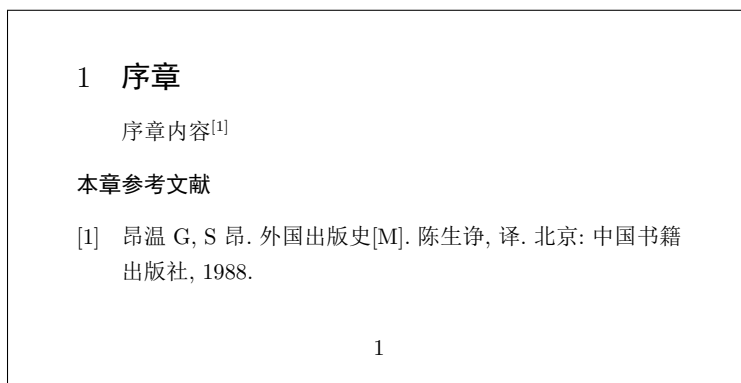 1 序章
序章内容[1]
本章参考文献
[1] 昂温 G, S 昂. 外国出版史[M]. 陈生诤, 译. 北京: 中国书籍
出版社, 1988.
1